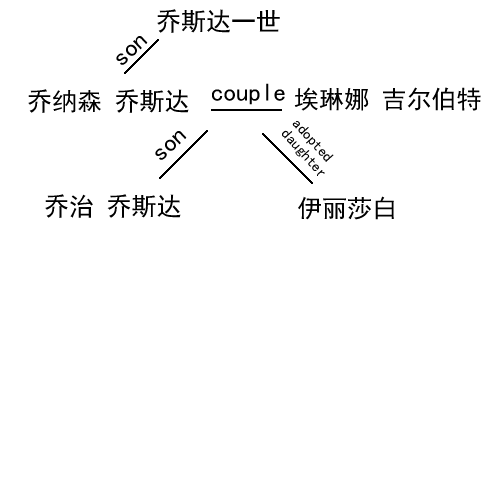 乔斯达一世
son
乔纳森 乔斯达 couple 埃琳娜 吉尔伯特
son
adopted
daughter
乔治 乔斯达 伊丽莎白